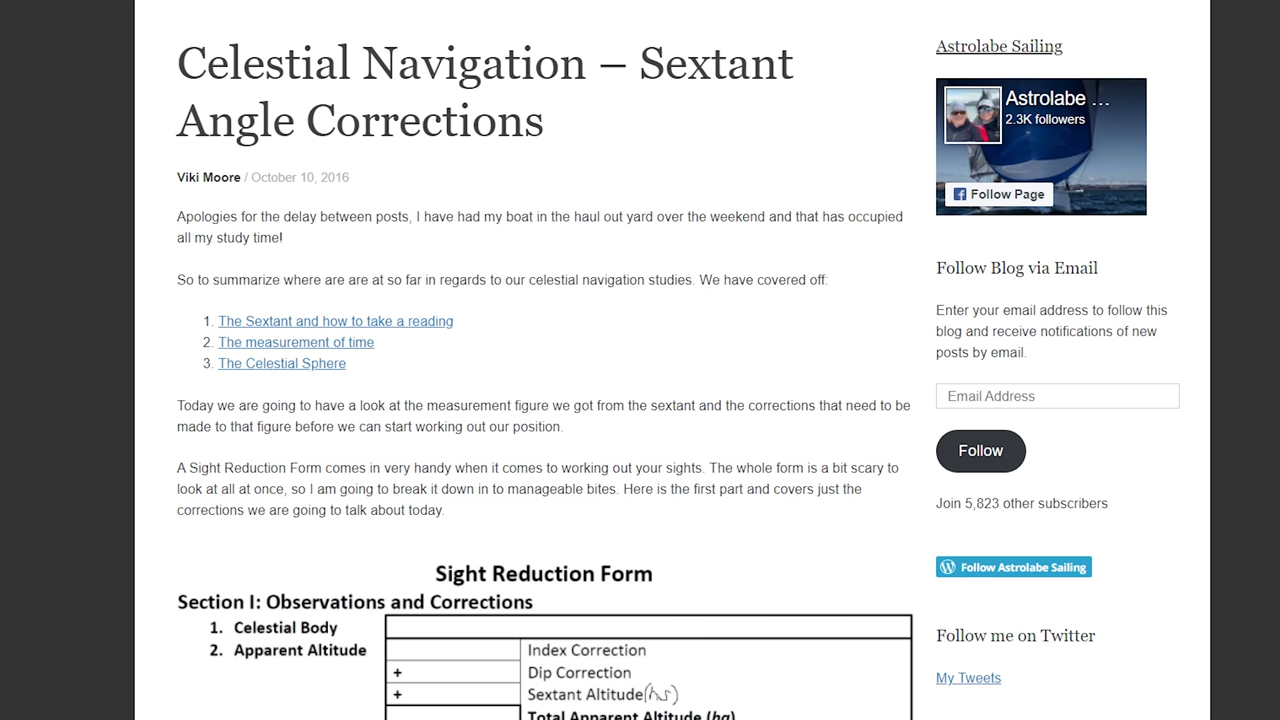 Celestial Navigation – Sextant
Angle Corrections
Viki Moore / October 10, 2016
Apologies for the delay between posts, I have had my boat in the haul out yard over the weekend and that has occupied
all my study time!
So to summarize where are are at so far in regards to our celestial navigation studies. We have covered off:
1. The Sextant and how to take a reading
2. The measurement of time
3. The Celestial Sphere
Today we are going to have a look at the measurement figure we got from the sextant and the corrections that need to be
made to that figure before we can start working out our position.
A Sight Reduction Form comes in very handy when it comes to working out your sights. The whole form is a bit scary to
look at all at once, so I am going to break it down in to manageable bites. Here is the first part and covers just the
corrections we are going to talk about today.
Sight Reduction Form
Section I: Observations and Corrections
1. Celestial Body
2. Apparent Altitude
Index Correction
+ Dip Correction
+ Sextant Altitude (hs)
Total Apparent Altitude (ha)
Astrolabe Sailing
Astrolabe ...
2.3K followers
Follow Page
Follow Blog via Email
Enter your email address to follow this
blog and receive notifications of new
posts by email.
Email Address
Follow
Join 5,823 other subscribers
Follow Astrolabe Sailing
Follow me on Twitter
My Tweets